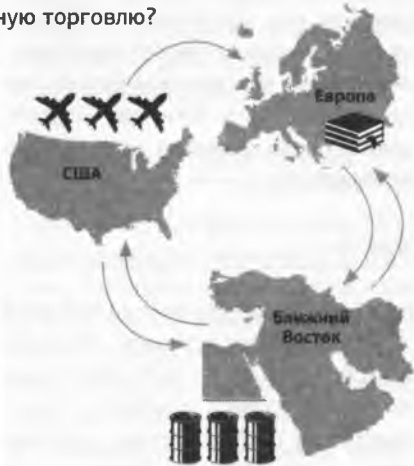 ную торговлю?
Европа
США
Ближний
Восток